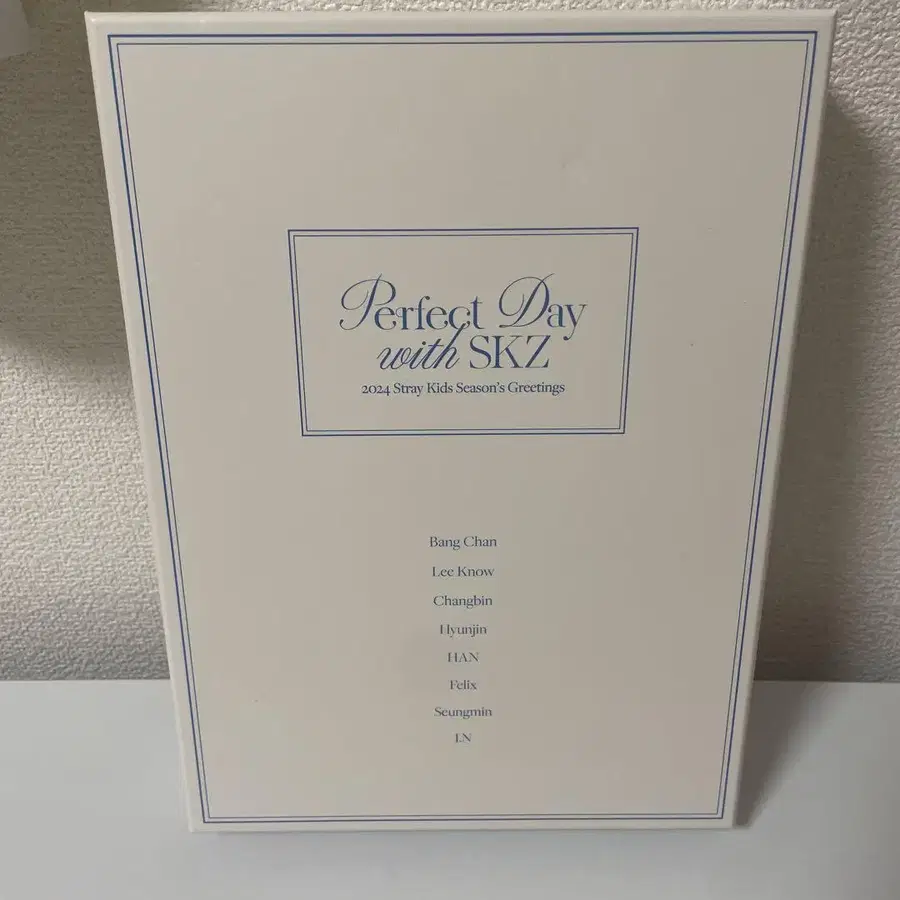 Perfect Day
with SKZ
2024 Stray Kids Season's Greetings
Bang Chan
Lee Know
Changbin
Hyunjin
HAN
Felix
Seungmin
I.N